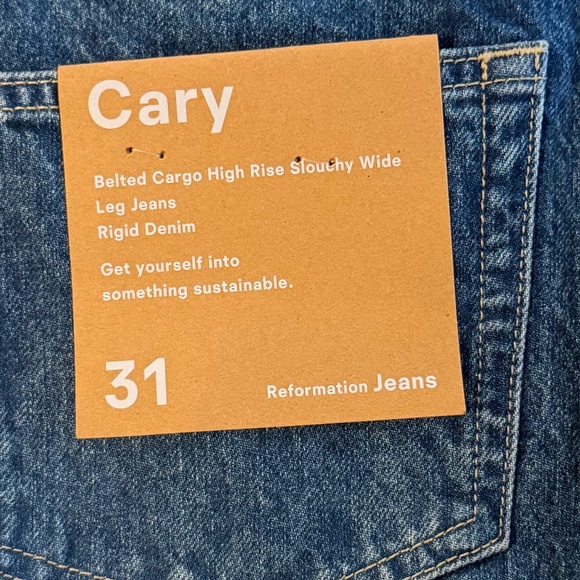 Cary
Belted Cargo High Rise Slouchy Wide
Leg Jeans
Rigid Denim
Get yourself into
something sustainable.
31
Reformation Jeans